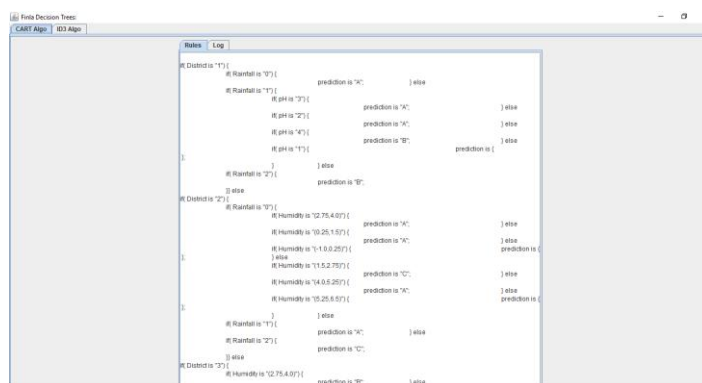 Finla Decision Trees:
CART Algo ID3 Algo
Rules Log
if( District is "1") {
if( Rainfall is "0") {
prediction is "A"; } else
if( Rainfall is "1") {
if( pH is "3") {
prediction is "A"; } else
if( pH is "2") {
prediction is "A"; } else
if( pH is "4") {
prediction is "B"; } else
if( pH is "1") { prediction is {
};
} } else
if( Rainfall is "2") {
prediction is "B";
}} else
if( District is "2") {
if( Rainfall is "0") {
if( Humidity is "(2.75,4.0)") {
prediction is "A"; } else
if( Humidity is "(0.25,1.5)") {
prediction is "A"; } else
if( Humidity is "(-1.0,0.25)") { prediction is {
}; } else
if( Humidity is "(1.5,2.75)") {
prediction is "C"; } else
if( Humidity is "(4.0,5.25)") {
prediction is "A"; } else
if( Humidity is "(5.25,6.5)") { prediction is {
};
} } else
if( Rainfall is "1") {
prediction is "A"; } else
if( Rainfall is "2") {
prediction is "C";
}} else
if( District is "3") {
if( Humidity is "(2.75,4.0)") {
prediction is "B"; } else